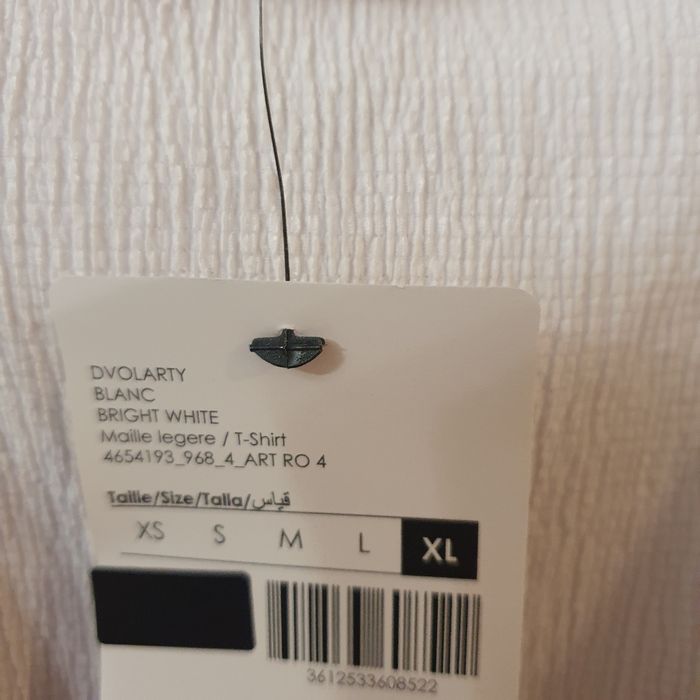 DVOLARTY
BLANC
BRIGHT WHITE
Maille legere / T-Shirt
4654193_968_4_ART RO 4
Taille/Size/Talla/قياس
XS S M L XL
3612533608522